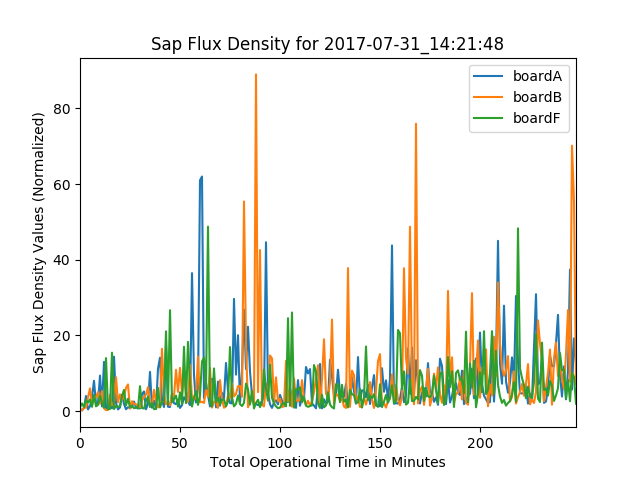 Sap Flux Density for 2017-07-31_14:21:48
boardA
boardB
boardF
Sap Flux Density Values (Normalized)
80
60
40
20
0
0 50 100 150 200
Total Operational Time in Minutes